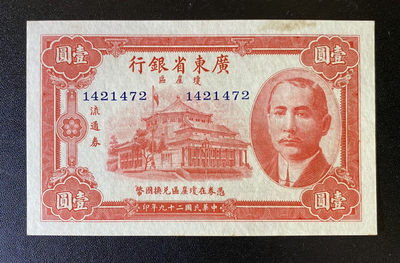 壹圓
壹圓
廣東省銀行
瓊崖區
1421472 1421472
流通券
憑券在瓊崖區兌換國幣
壹圓
壹圓
中華民國二十九年印